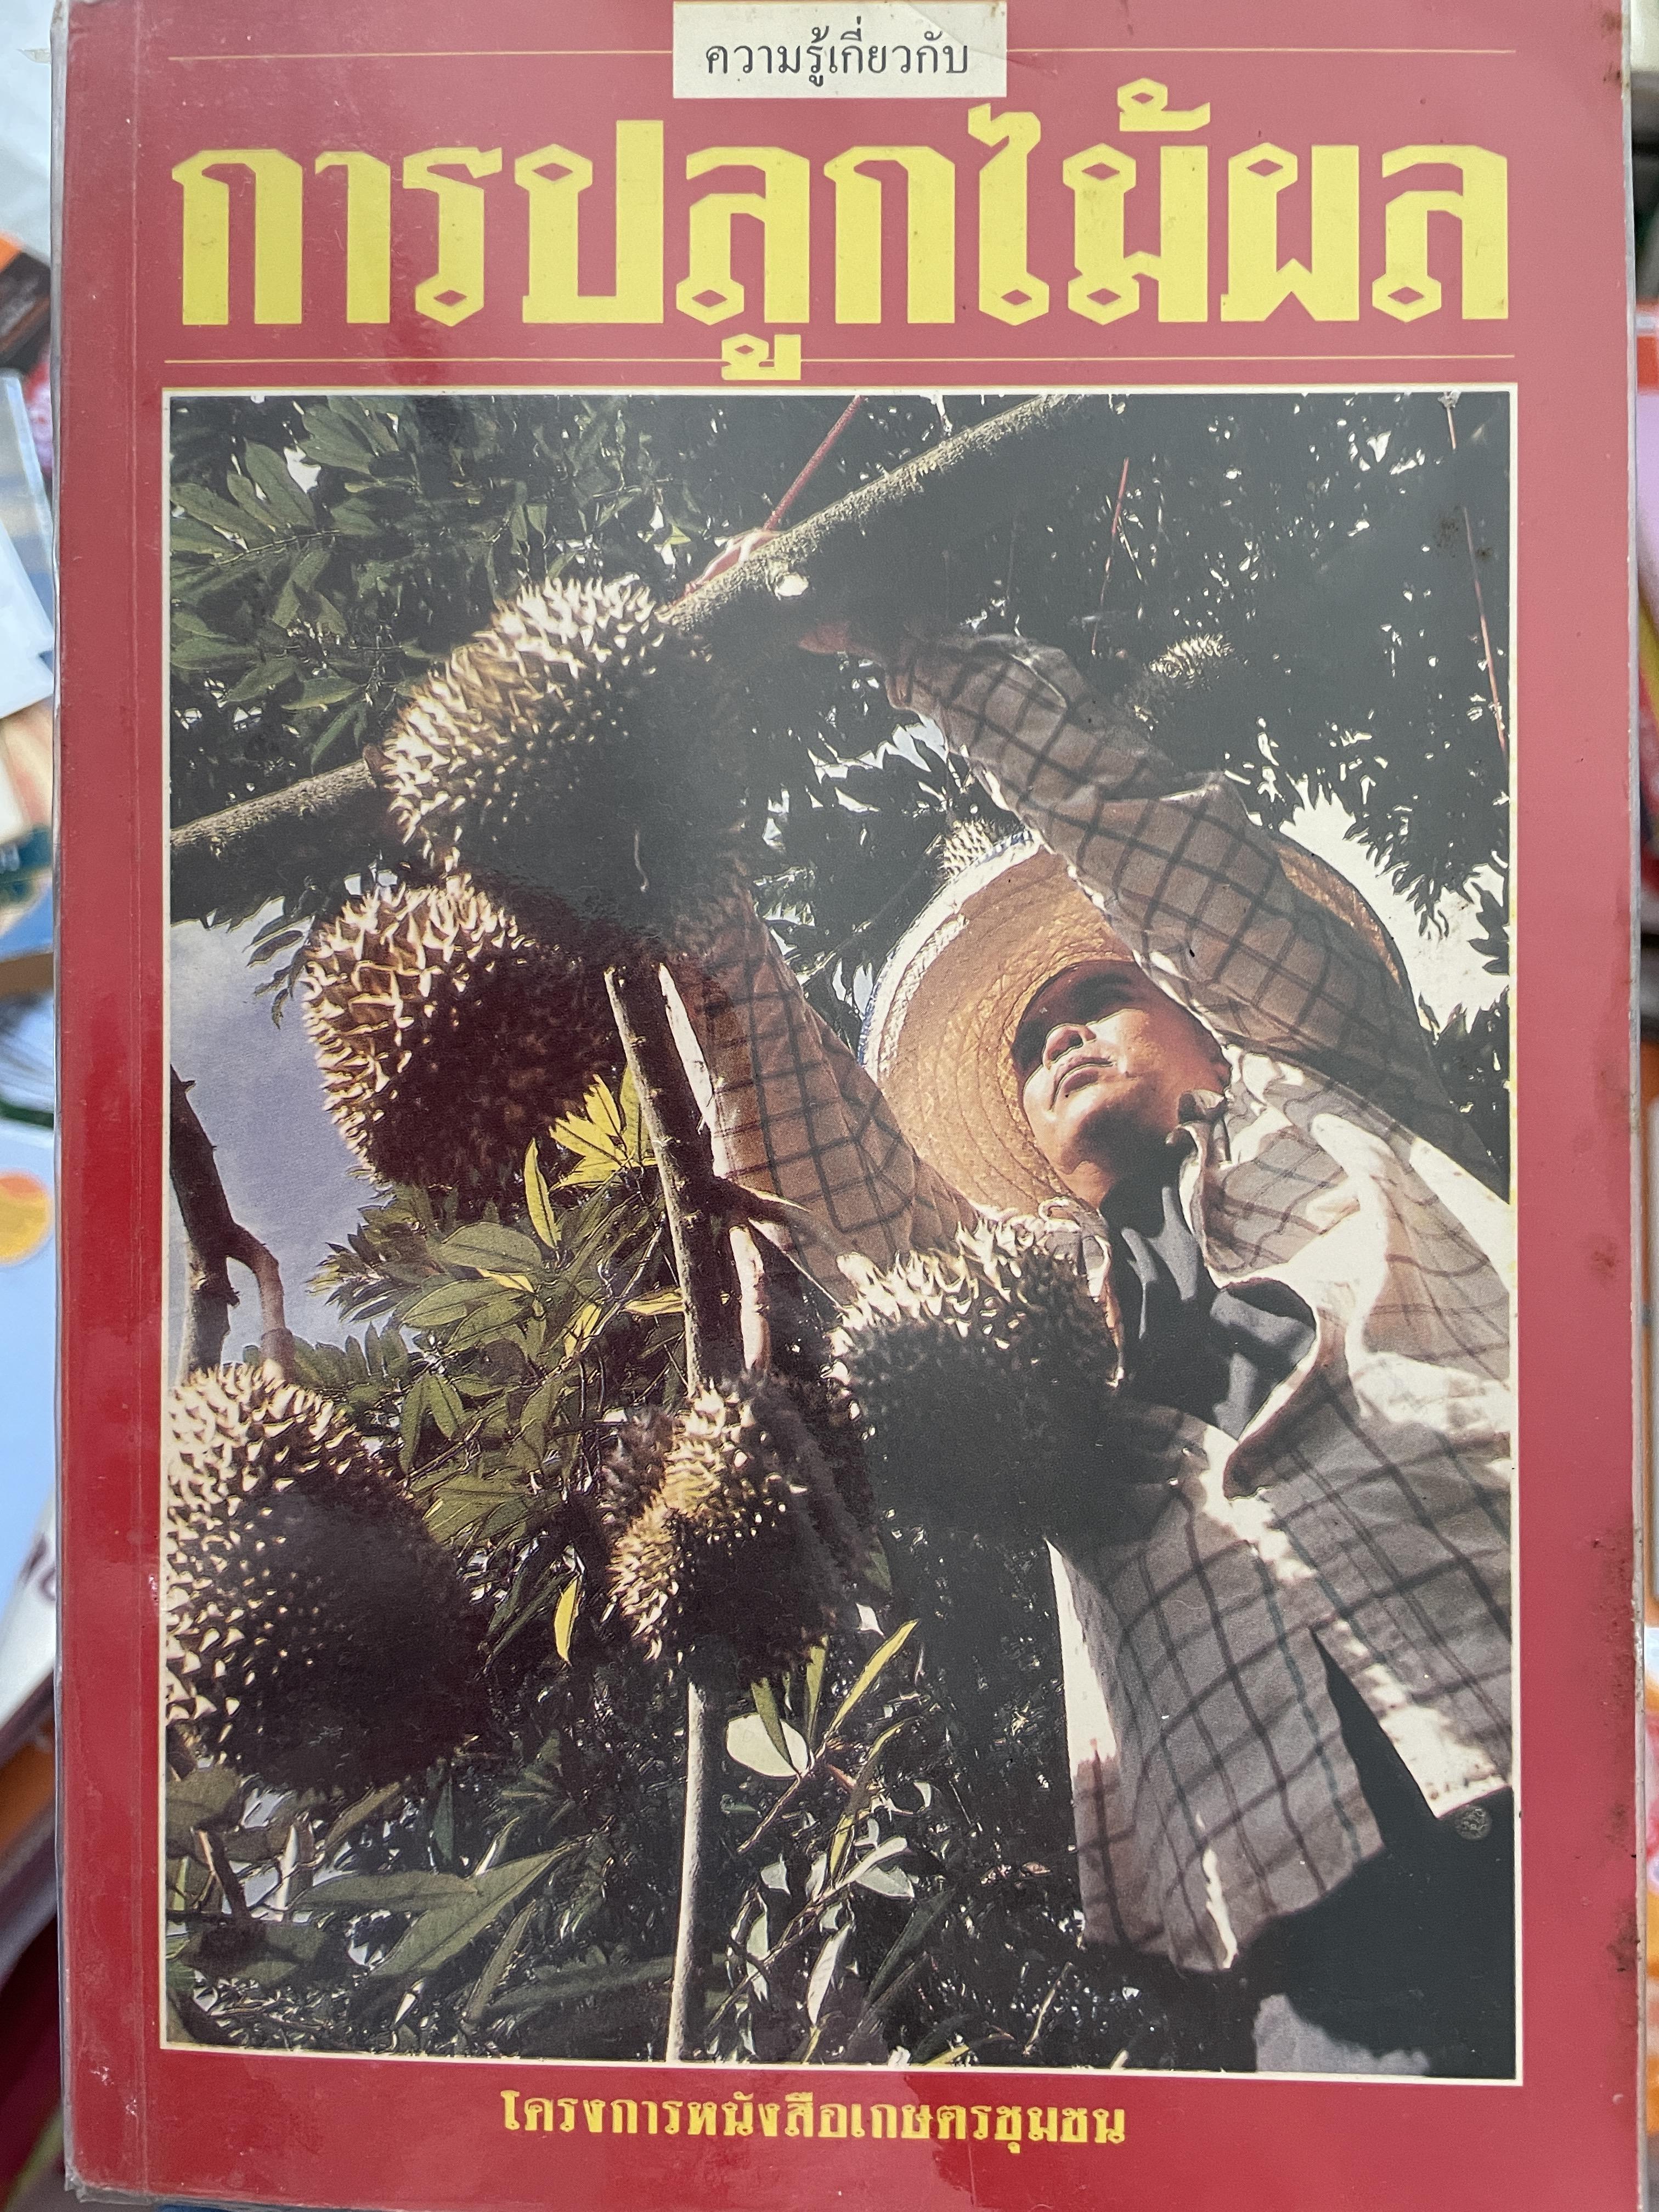 ความรู้เกี่ยวกับ
การปลูกไม้ผล
โครงการหนังสือเกษตรชุมชน